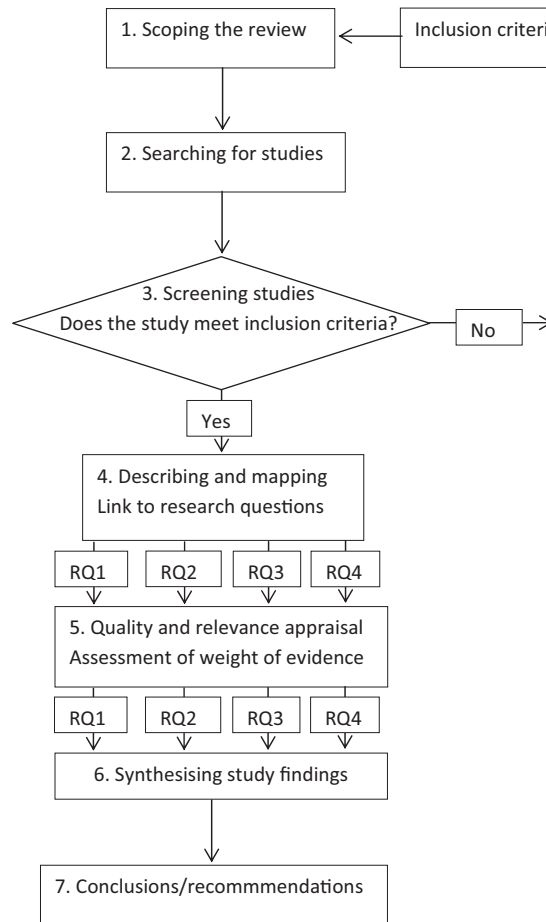 1. Scoping the review
Inclusion criteri
2. Searching for studies
3. Screening studies
Does the study meet inclusion criteria?
No
Yes
4. Describing and mapping
Link to research questions
RQ1
RQ2
RQ3
RQ4
5. Quality and relevance appraisal
Assessment of weight of evidence
RQ1
RQ2
RQ3
RQ4
6. Synthesising study findings
7. Conclusions/recommmendations